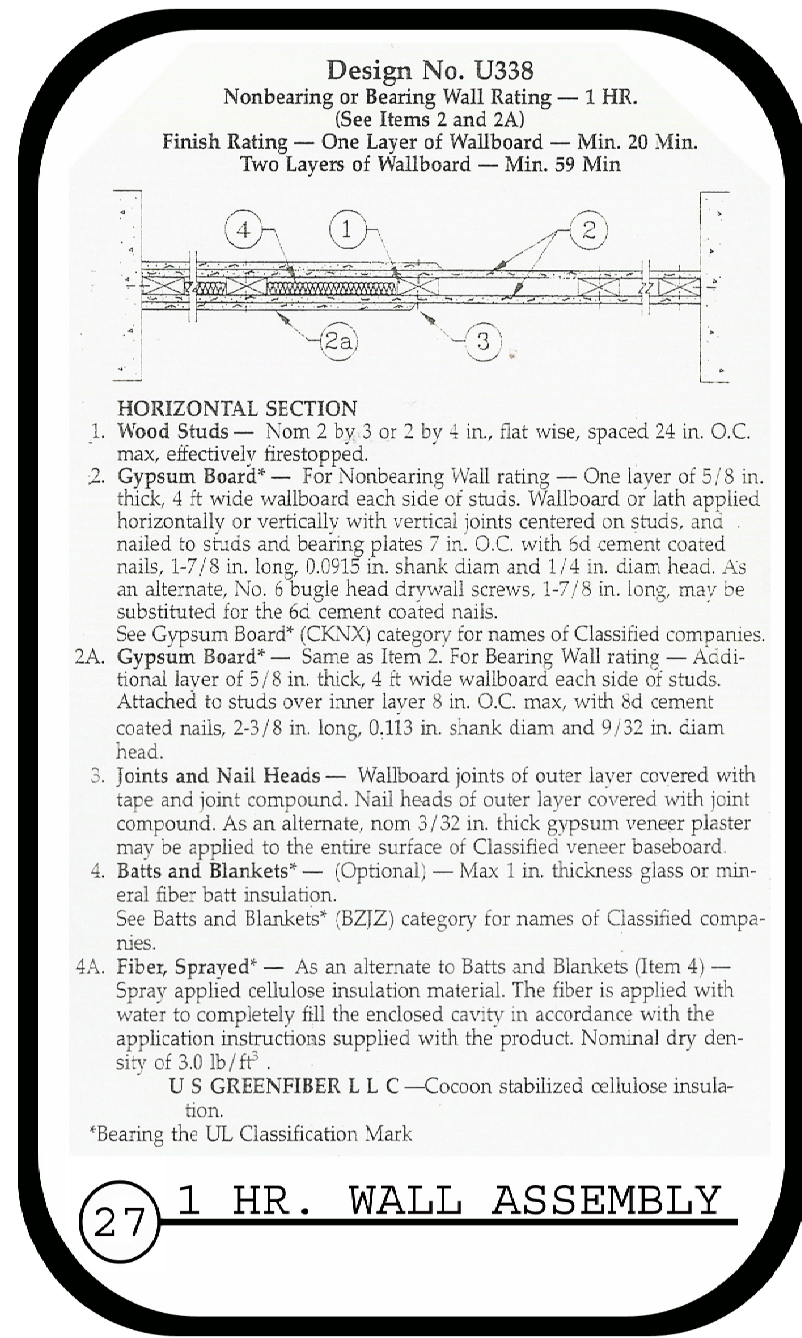 Design No. U338
Nonbearing or Bearing Wall Rating — 1 HR.
(See Items 2 and 2A)
Finish Rating — One Layer of Wallboard — Min. 20 Min.
Two Layers of Wallboard — Min. 59 Min
4
1
2
2a
3
HORIZONTAL SECTION
1. Wood Studs — Nom 2 by 3 or 2 by 4 in., flat wise, spaced 24 in. O.C.
max, effectively firestopped.
2. Gypsum Board* — For Nonbearing Wall rating — One layer of 5/8 in.
thick, 4 ft wide wallboard each side of studs. Wallboard or lath applied
horizontally or vertically with vertical joints centered on studs, and
nailed to studs and bearing plates 7 in. O.C. with 6d cement coated
nails, 1-7/8 in. long, 0.0915 in. shank diam and 1/4 in. diam head. As
an alternate, No. 6 bugle head drywall screws, 1-7/8 in. long, may be
substituted for the 6d cement coated nails.
See Gypsum Board* (CKNX) category for names of Classified companies.
2A. Gypsum Board* — Same as Item 2. For Bearing Wall rating — Addi-
tional layer of 5/8 in. thick, 4 ft wide wallboard each side of studs.
Attached to studs over inner layer 8 in. O.C. max, with 8d cement
coated nails, 2-3/8 in. long, 0.113 in. shank diam and 9/32 in. diam
head.
3. Joints and Nail Heads — Wallboard joints of outer layer covered with
tape and joint compound. Nail heads of outer layer covered with joint
compound. As an alternate, nom 3/32 in. thick gypsum veneer plaster
may be applied to the entire surface of Classified veneer baseboard.
4. Batts and Blankets* — (Optional) — Max 1 in. thickness glass or min-
eral fiber batt insulation.
See Batts and Blankets* (BZJZ) category for names of Classified compa-
nies.
4A. Fiber, Sprayed* — As an alternate to Batts and Blankets (Item 4) —
Spray applied cellulose insulation material. The fiber is applied with
water to completely fill the enclosed cavity in accordance with the
application instructions supplied with the product. Nominal dry den-
sity of 3.0 lb/ft³ .
U S GREENFIBER L L C —Cocoon stabilized cellulose insula-
tion.
*Bearing the UL Classification Mark
27 1 HR. WALL ASSEMBLY